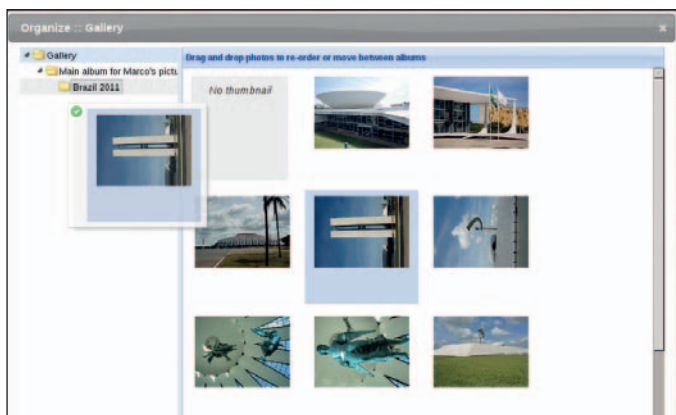 Organize :: Gallery
x
Gallery
Main album for Marco's pictu
Brazil 2011
Drag and drop photos to re-order or move between albums
No thumbnail